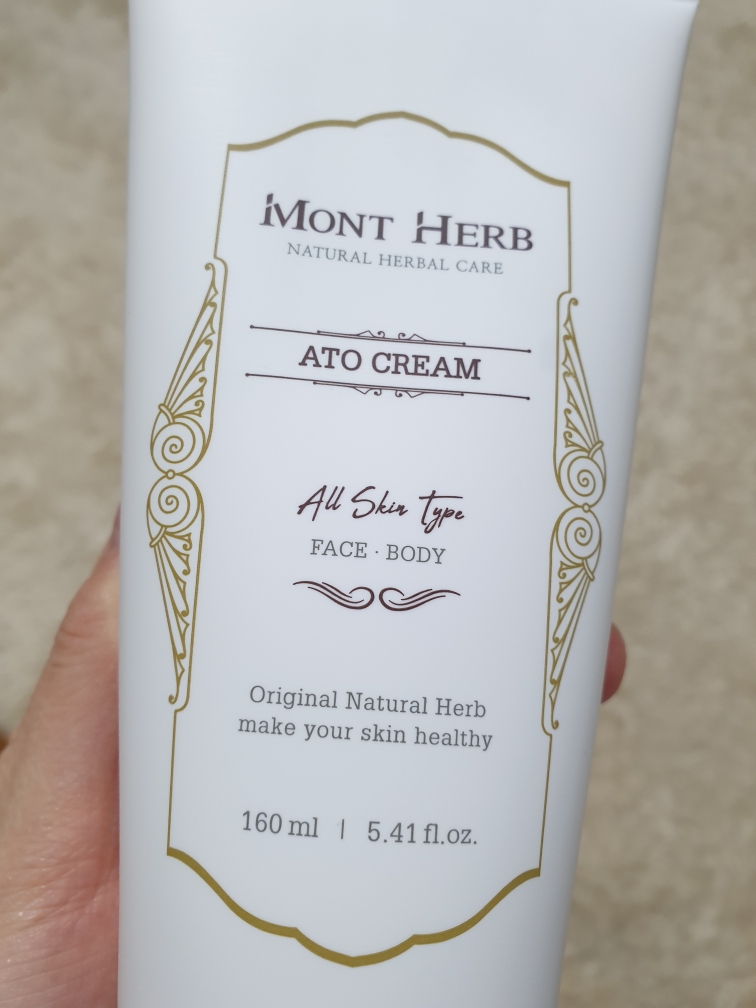 MONT HERB
NATURAL HERBAL CARE
ATO CREAM
All Skin Type
FACE · BODY
Original Natural Herb
make your skin healthy
160 ml | 5.41 fl.oz.